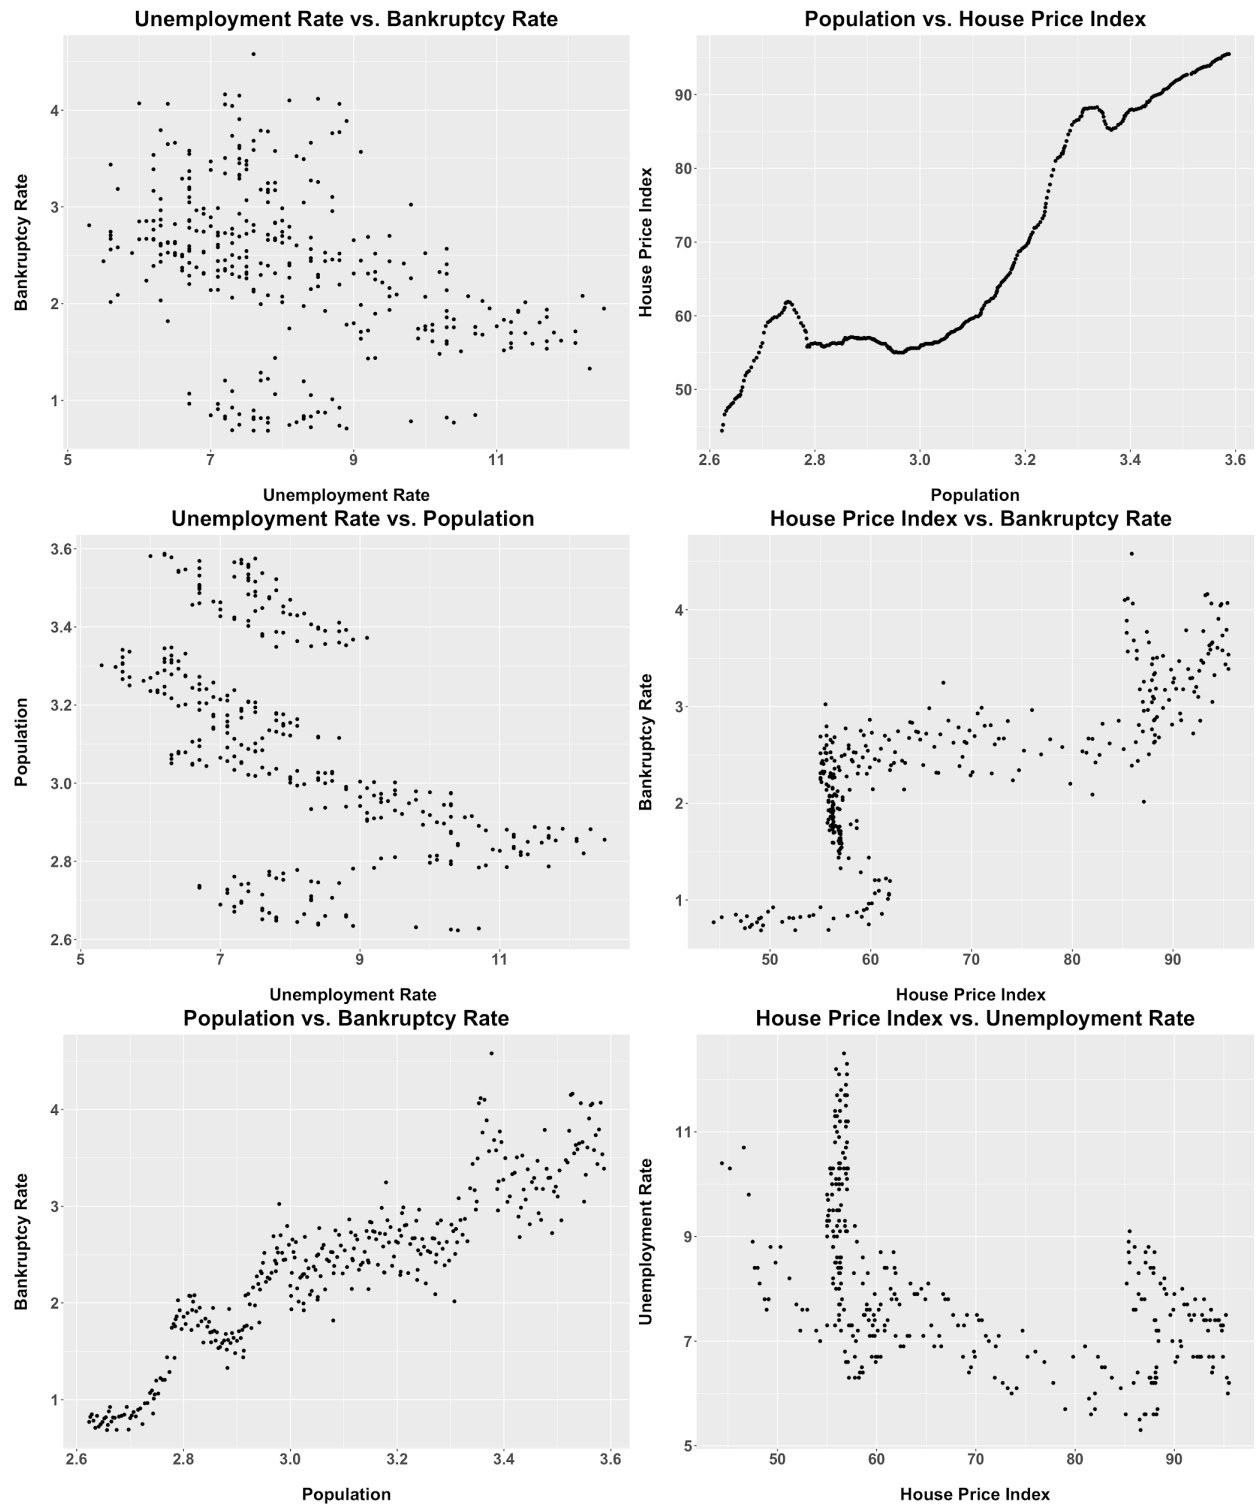 Unemployment Rate vs. Bankruptcy Rate
Bankruptcy Rate
4
3
2
1
5 7 9 11
Unemployment Rate
Population vs. House Price Index
House Price Index
90
80
70
60
50
2.6 2.8 3.0 3.2 3.4 3.6
Population
Unemployment Rate vs. Population
Population
3.6
3.4
3.2
3.0
2.8
2.6
5 7 9 11
Unemployment Rate
House Price Index vs. Bankruptcy Rate
Bankruptcy Rate
4
3
2
1
50 60 70 80 90
House Price Index
Population vs. Bankruptcy Rate
Bankruptcy Rate
4
3
2
1
2.6 2.8 3.0 3.2 3.4 3.6
Population
House Price Index vs. Unemployment Rate
Unemployment Rate
11
9
7
5
50 60 70 80 90
House Price Index